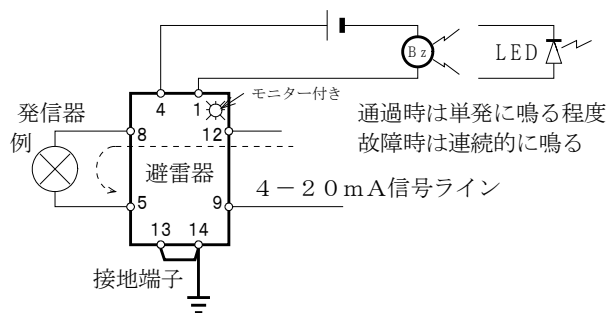 Bz
LED
4
1
モニター付き
通過時は単発に鳴る程度
故障時は連続的に鳴る
発信器
例
8
12
避雷器
5
9
4－20mA信号ライン
13
14
接地端子